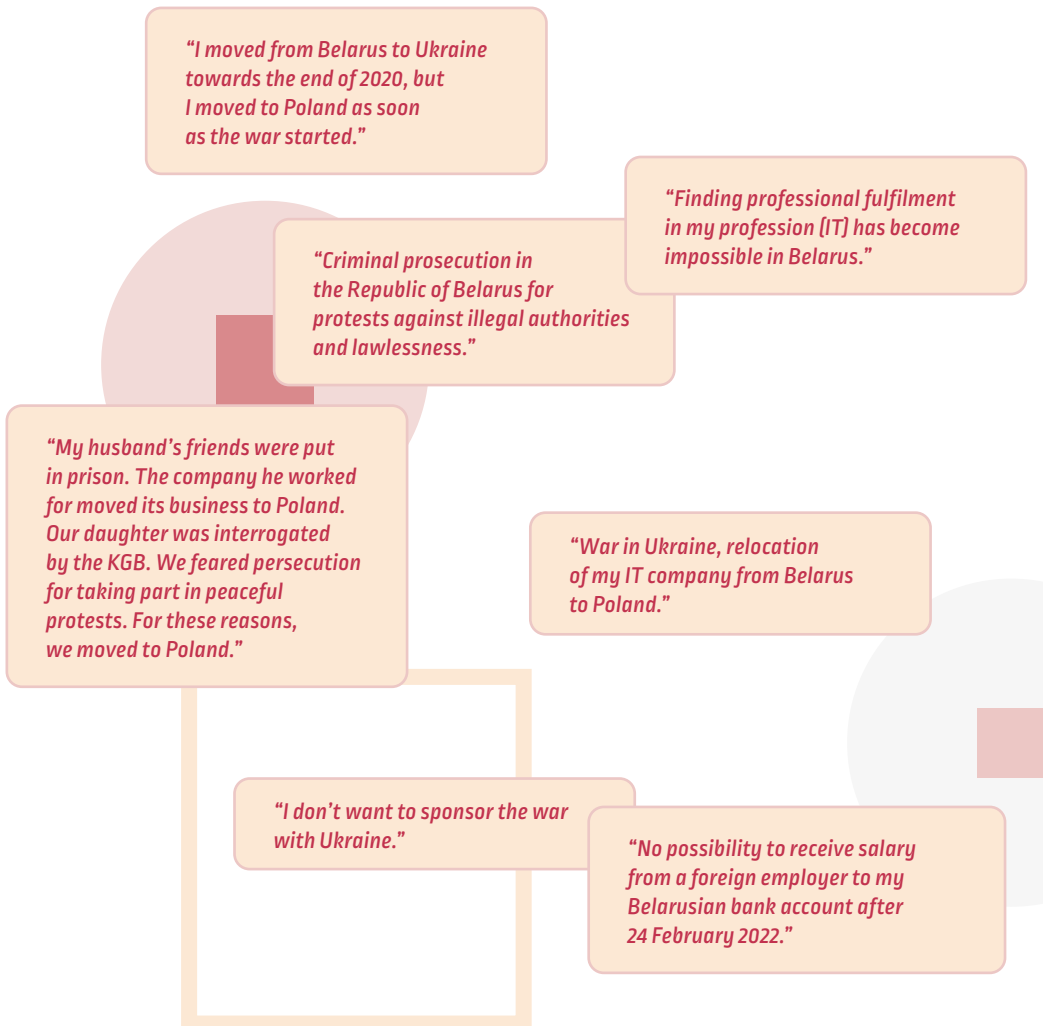 “I moved from Belarus to Ukraine
towards the end of 2020, but
I moved to Poland as soon
as the war started.”
“Finding professional fulfilment
in my profession (IT) has become
impossible in Belarus.”
“Criminal prosecution in
the Republic of Belarus for
protests against illegal authorities
and lawlessness.”
“My husband’s friends were put
in prison. The company he worked
for moved its business to Poland.
Our daughter was interrogated
by the KGB. We feared persecution
for taking part in peaceful
protests. For these reasons,
we moved to Poland.”
“War in Ukraine, relocation
of my IT company from Belarus
to Poland.”
“I don’t want to sponsor the war
with Ukraine.”
“No possibility to receive salary
from a foreign employer to my
Belarusian bank account after
24 February 2022.”